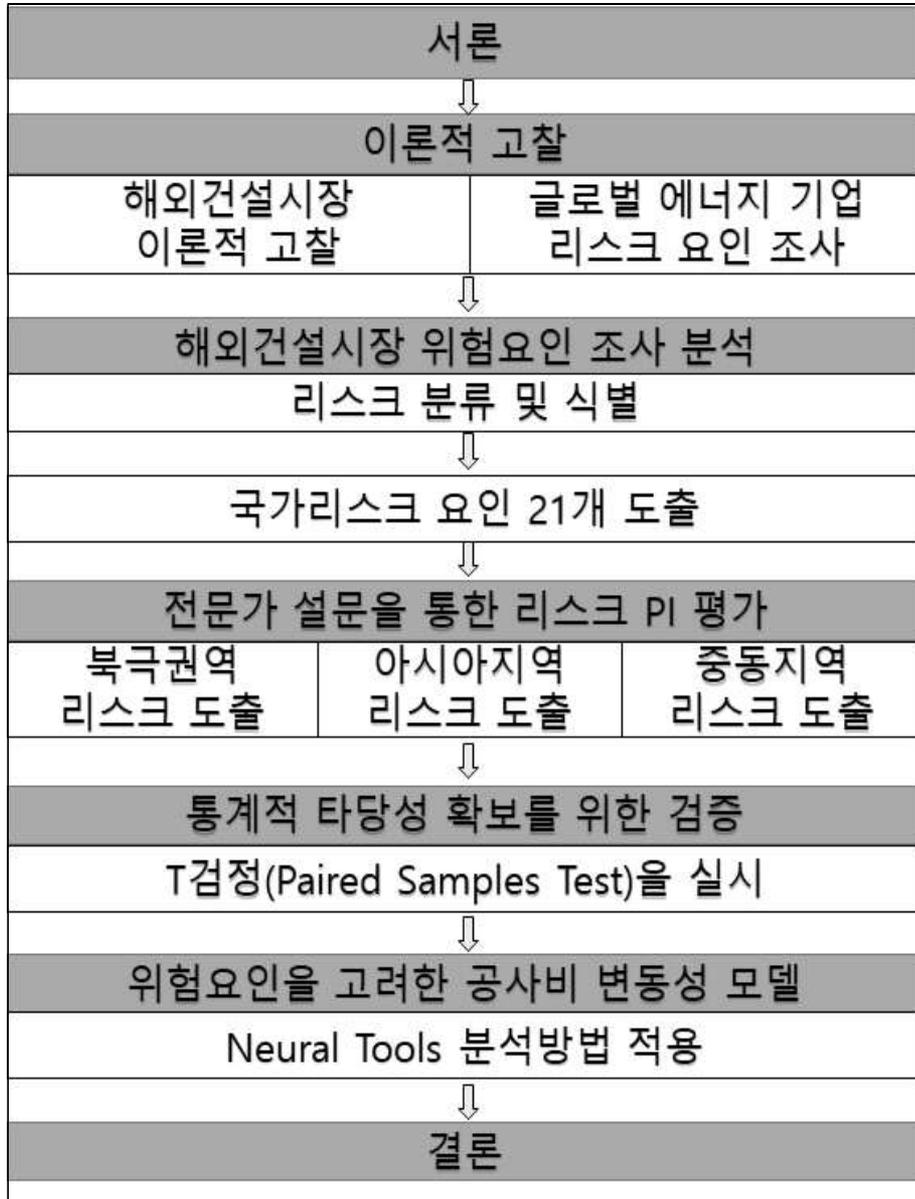 서론
이론적 고찰
해외건설시장
이론적 고찰
글로벌 에너지 기업
리스크 요인 조사
해외건설시장 위험요인 조사 분석
리스크 분류 및 식별
국가리스크 요인 21개 도출
전문가 설문을 통한 리스크 PI 평가
북극권역
리스크 도출
아시아지역
리스크 도출
중동지역
리스크 도출
통계적 타당성 확보를 위한 검증
T검정(Paired Samples Test)을 실시
위험요인을 고려한 공사비 변동성 모델
Neural Tools 분석방법 적용
결론